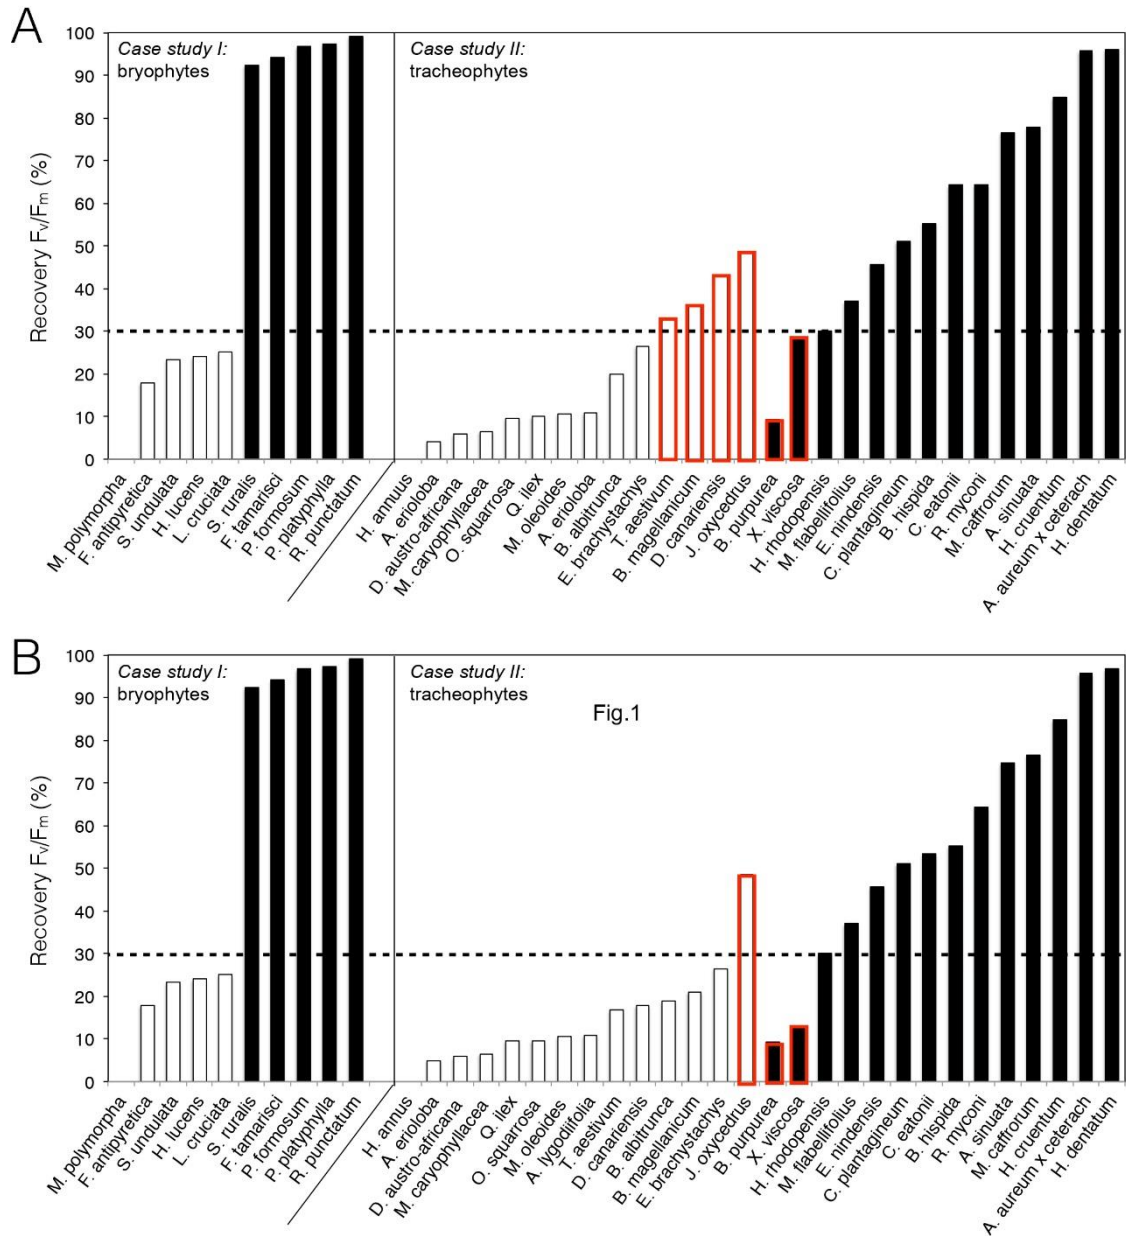 A
Case study I:
bryophytes
Case study II:
tracheophytes
Recovery Fv/Fm (%)
100
90
80
70
60
50
40
30
20
10
0
M. polymorpha
F. antipyretica
S. undulata
H. lucens
L. cruciata
S. ruralis
F. tamarisci
P. formosum
P. platyphylla
R. punctatum
H. annuus
A. erioloba
D. austro-africana
M. caryophyllacea
O. squarrosa
Q. ilex
M. oleoides
A. erioloba
B. albitrunca
E. brachystachys
T. aestivum
B. magellanicum
D. canariensis
J. oxycedrus
B. purpurea
X. viscosa
H. rhodopensis
M. flabellifolius
E. nindensis
C. plantagineum
B. hispida
C. eatonii
R. myconi
M. caffrorum
A. sinuata
H. cruentum
A. aureum x ceterach
H. dentatum
B
Case study I:
bryophytes
Case study II:
tracheophytes
Fig.1
Recovery Fv/Fm (%)
100
90
80
70
60
50
40
30
20
10
0
M. polymorpha
F. antipyretica
S. undulata
H. lucens
L. cruciata
S. ruralis
F. tamarisci
P. formosum
P. platyphylla
R. punctatum
H. annus
A. erioloba
D. austro-africana
M. caryophyllacea
Q. ilex
O. squarrosa
M. oleoides
A. lygodiifolia
T. aestivum
D. canariensis
B. albitrunca
B. magellanicum
E. brachystachys
J. oxycedrus
B. purpurea
X. viscosa
H. rhodopensis
M. flabellifolius
E. nindensis
C. plantagineum
C. eatonii
B. hispida
R. myconi
A. sinuata
M. caffrorum
H. cruentum
A. aureum x ceterach
H. dentatum